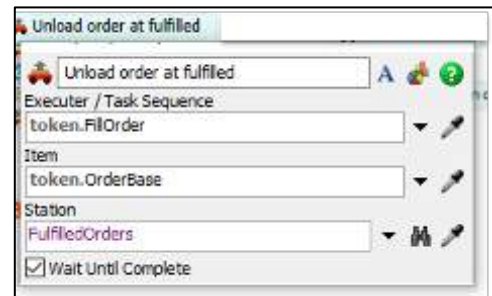 Unload order at fulfilled
Unload order at fulfilled A ?
Executer / Task Sequence
token.FillOrder
Item
token.OrderBase
Station
FulfilledOrders
Wait Until Complete